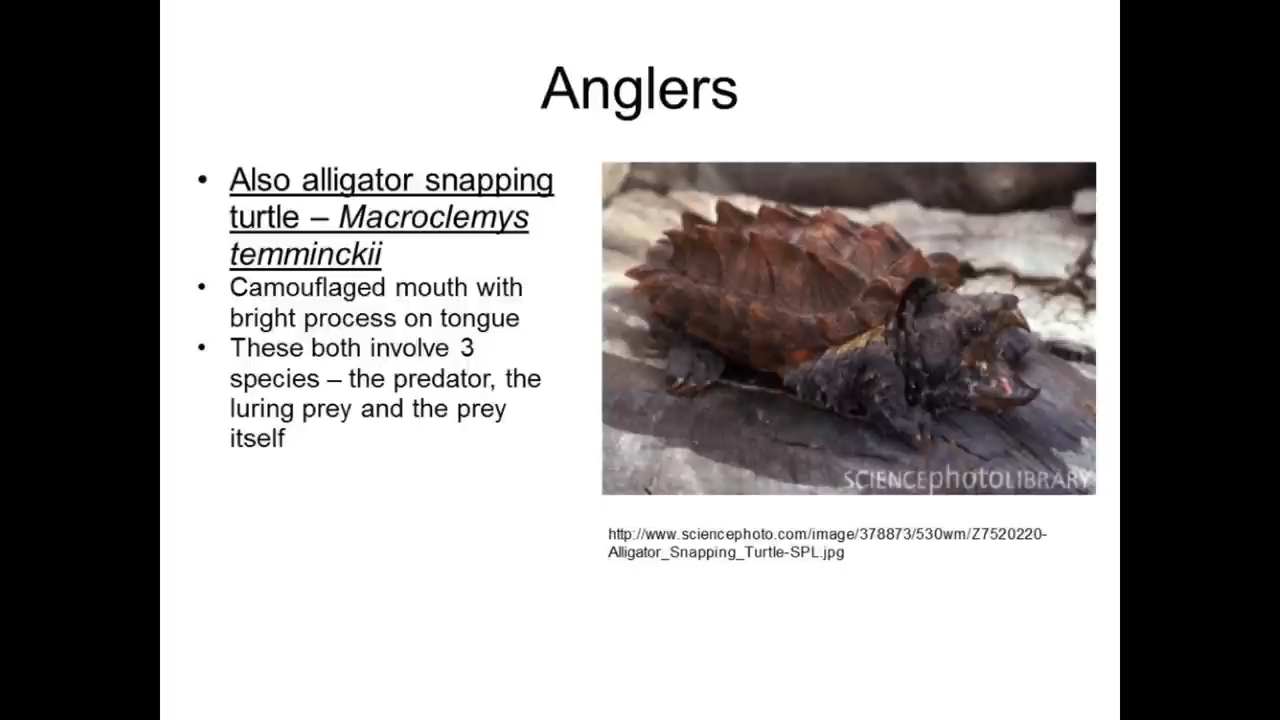 Anglers
• Also alligator snapping
turtle – Macroclemys
temminckii
• Camouflaged mouth with
bright process on tongue
• These both involve 3
species – the predator, the
luring prey and the prey
itself
SCIENCEphotoLIBRARY
http://www.sciencephoto.com/image/378873/530wm/Z7520220-
Alligator_Snapping_Turtle-SPL.jpg